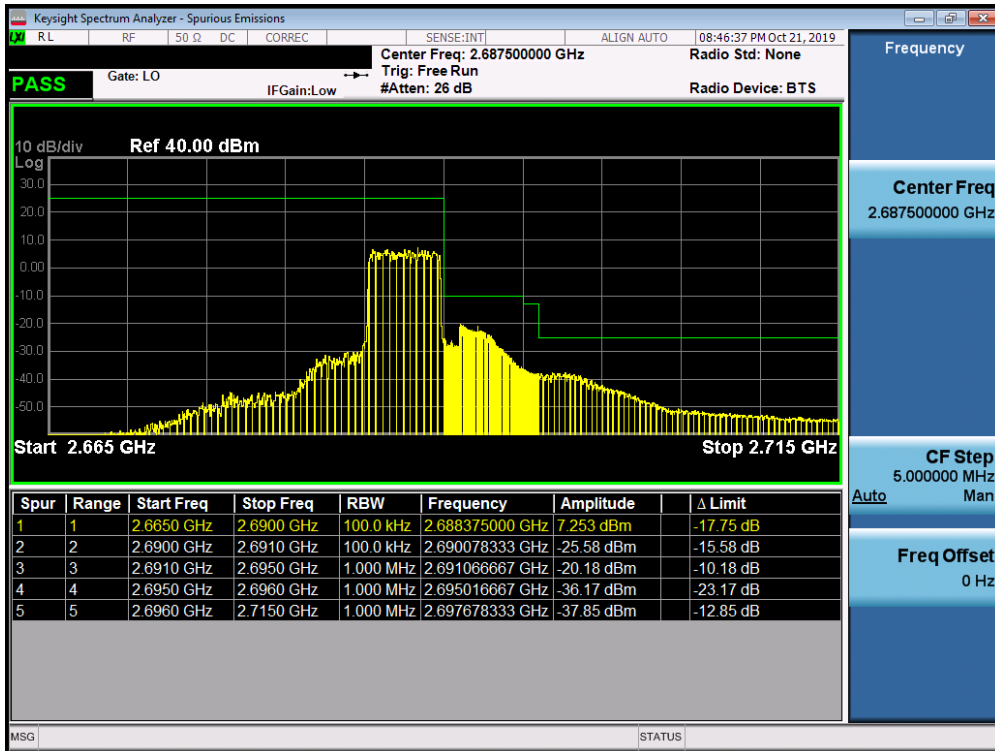 Keysight Spectrum Analyzer - Spurious Emissions
LXI RL RF 50 Ω DC CORREC SENSE:INT ALIGN AUTO 08:46:37 PM Oct 21, 2019
Center Freq: 2.687500000 GHz Radio Std: None
Gate: LO Trig: Free Run
PASS IFGain:Low #Atten: 26 dB Radio Device: BTS
10 dB/div Ref 40.00 dBm
Log
30.0
20.0
10.0
0.00
-10.0
-20.0
-30.0
-40.0
-50.0
Start 2.665 GHz Stop 2.715 GHz
Spur Range Start Freq Stop Freq RBW Frequency Amplitude Δ Limit
1 1 2.6650 GHz 2.6900 GHz 100.0 kHz 2.688375000 GHz 7.253 dBm -17.75 dB
2 2 2.6900 GHz 2.6910 GHz 100.0 kHz 2.690078333 GHz -25.58 dBm -15.58 dB
3 3 2.6910 GHz 2.6950 GHz 1.000 MHz 2.691066667 GHz -20.18 dBm -10.18 dB
4 4 2.6950 GHz 2.6960 GHz 1.000 MHz 2.695016667 GHz -36.17 dBm -23.17 dB
5 5 2.6960 GHz 2.7150 GHz 1.000 MHz 2.697678333 GHz -37.85 dBm -12.85 dB
MSG STATUS
Frequency
Center Freq
2.687500000 GHz
CF Step
5.000000 MHz
Auto Man
Freq Offset
0 Hz